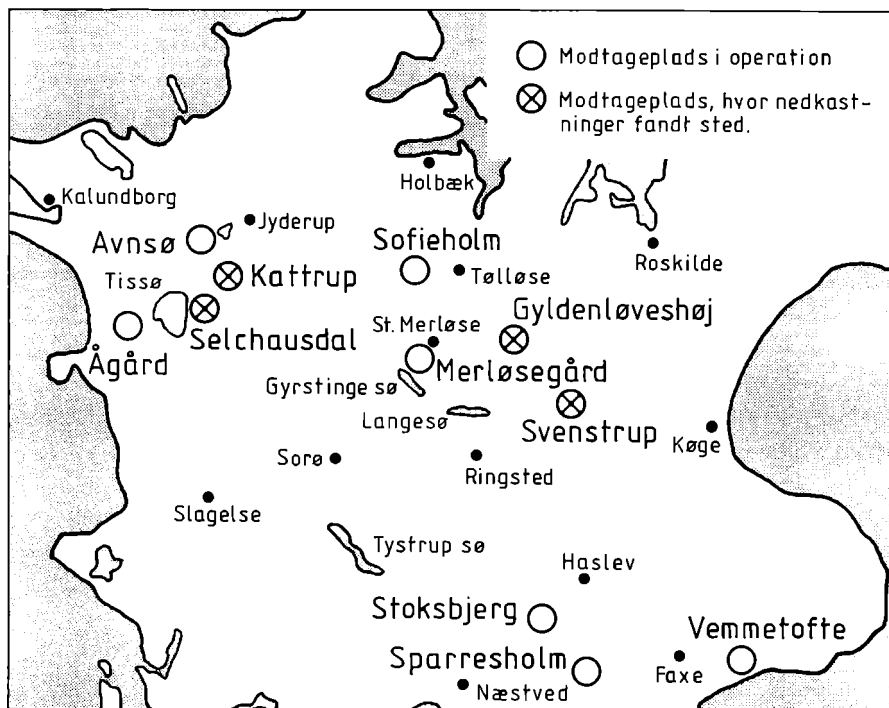 Modtageplads i operation
Modtageplads, hvor nedkast-
ninger fandt sted.
Holbæk
Kalundborg
Jyderup
Avnsø
Sofieholm
Roskilde
Tissø
Kattrup
Tølløse
Selchausdal
St. Merløse
Gyldenløveshøj
Ågård
Merløsegård
Gyrstinge sø
Langesø
Svenstrup
Køge
Sorø
Ringsted
Slagelse
Tystrup sø
Haslev
Stoksbjerg
Vemmetofte
Sparresholm
Faxe
Næstved